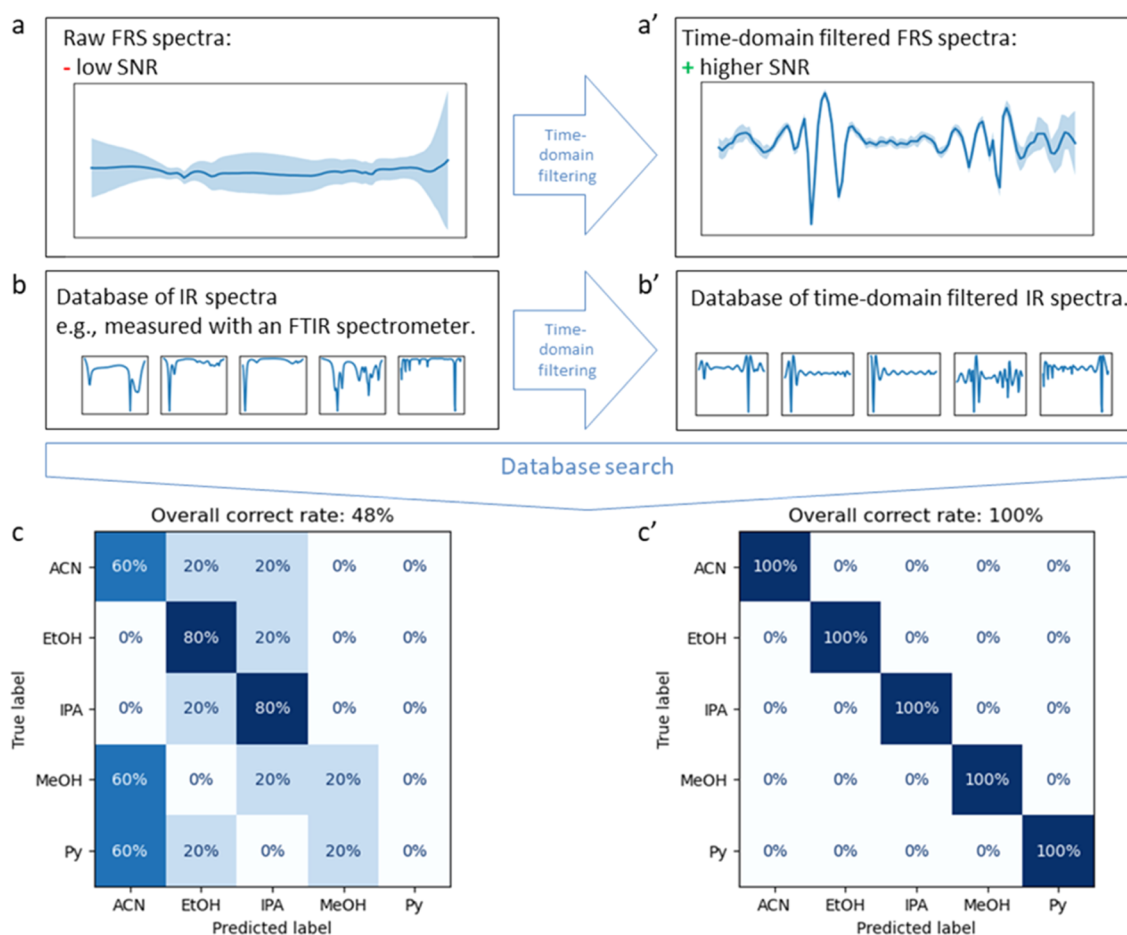 a
Raw FRS spectra:
- low SNR
Time-
domain
filtering
a'
Time-domain filtered FRS spectra:
+ higher SNR
b
Database of IR spectra
e.g., measured with an FTIR spectrometer.
Time-
domain
filtering
b'
Database of time-domain filtered IR spectra.
Database search
c
Overall correct rate: 48%
True label
ACN 60% 20% 20% 0% 0%
EtOH 0% 80% 20% 0% 0%
IPA 0% 20% 80% 0% 0%
MeOH 60% 0% 20% 20% 0%
Py 60% 20% 0% 20% 0%
ACN EtOH IPA MeOH Py
Predicted label
c'
Overall correct rate: 100%
True label
ACN 100% 0% 0% 0% 0%
EtOH 0% 100% 0% 0% 0%
IPA 0% 0% 100% 0% 0%
MeOH 0% 0% 0% 100% 0%
Py 0% 0% 0% 0% 100%
ACN EtOH IPA MeOH Py
Predicted label